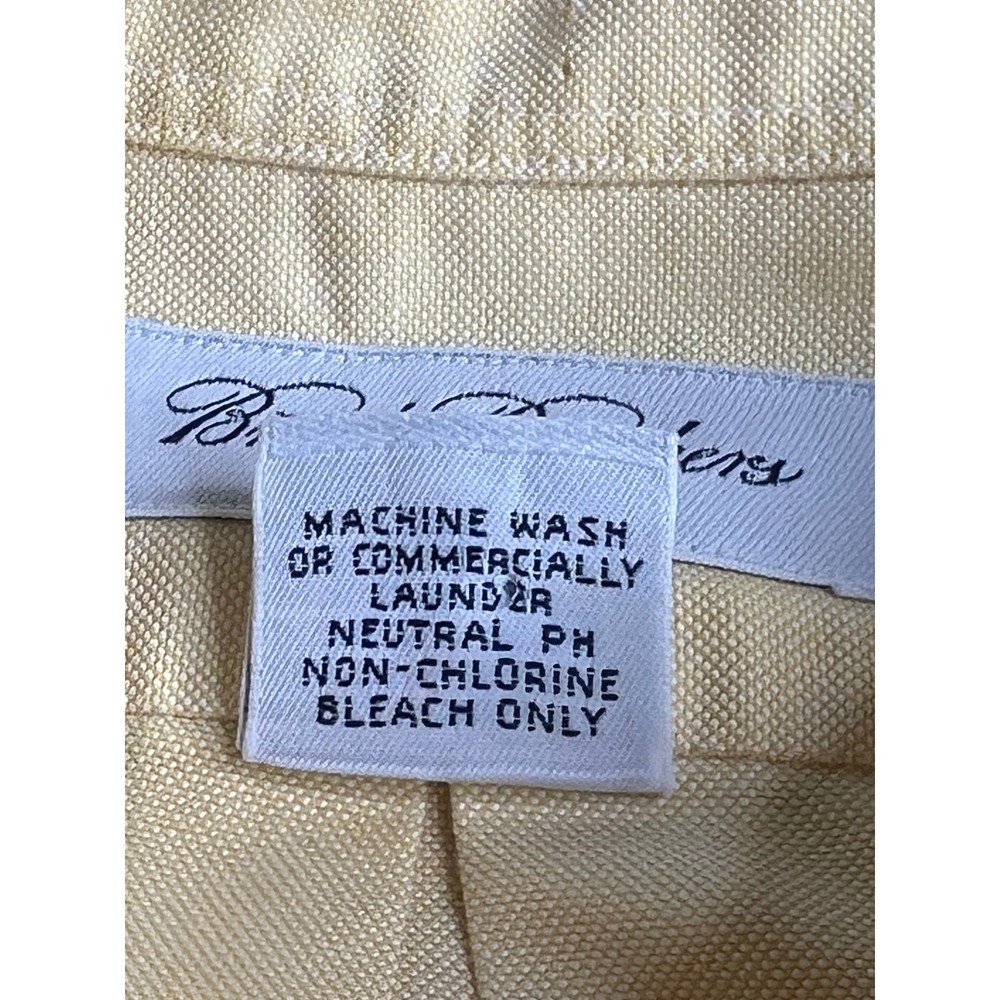 MACHINE WASH
OR COMMERCIALLY
LAUNDER
NEUTRAL PH
NON-CHLORINE
BLEACH ONLY